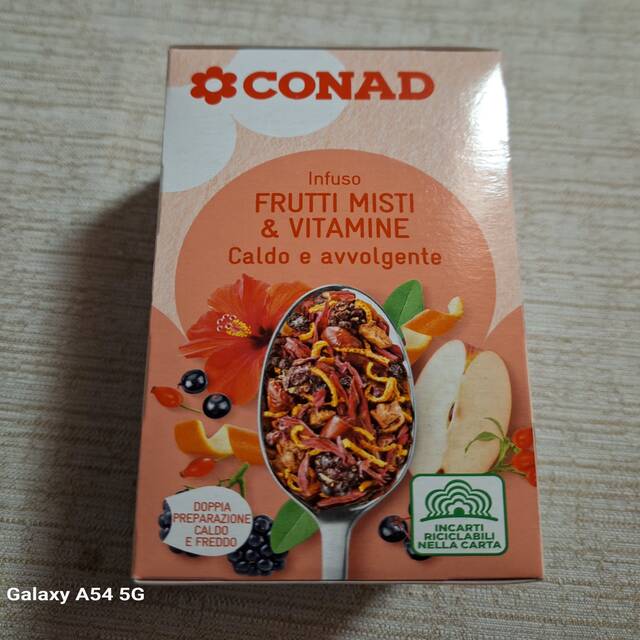 CONAD
Infuso
FRUTTI MISTI
& VITAMINE
Caldo e avvolgente
DOPPIA
PREPARAZIONE
CALDO
E FREDDO
INCARTI
RICICLABILI
NELLA CARTA
Galaxy A54 5G